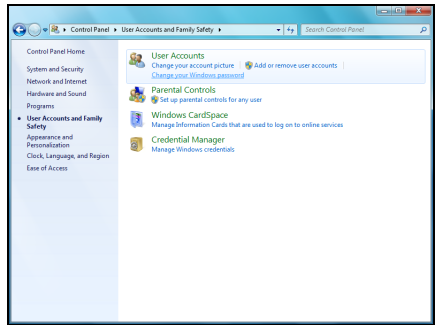 Control Panel ▸ User Accounts and Family Safety ▸
Search Control Panel
Control Panel Home
System and Security
Network and Internet
Hardware and Sound
Programs
User Accounts and Family
Safety
Appearance and
Personalization
Clock, Language, and Region
Ease of Access
User Accounts
Change your account picture
Add or remove user accounts
Change your Windows password
Parental Controls
Set up parental controls for any user
Windows CardSpace
Manage Information Cards that are used to log on to online services
Credential Manager
Manage Windows credentials